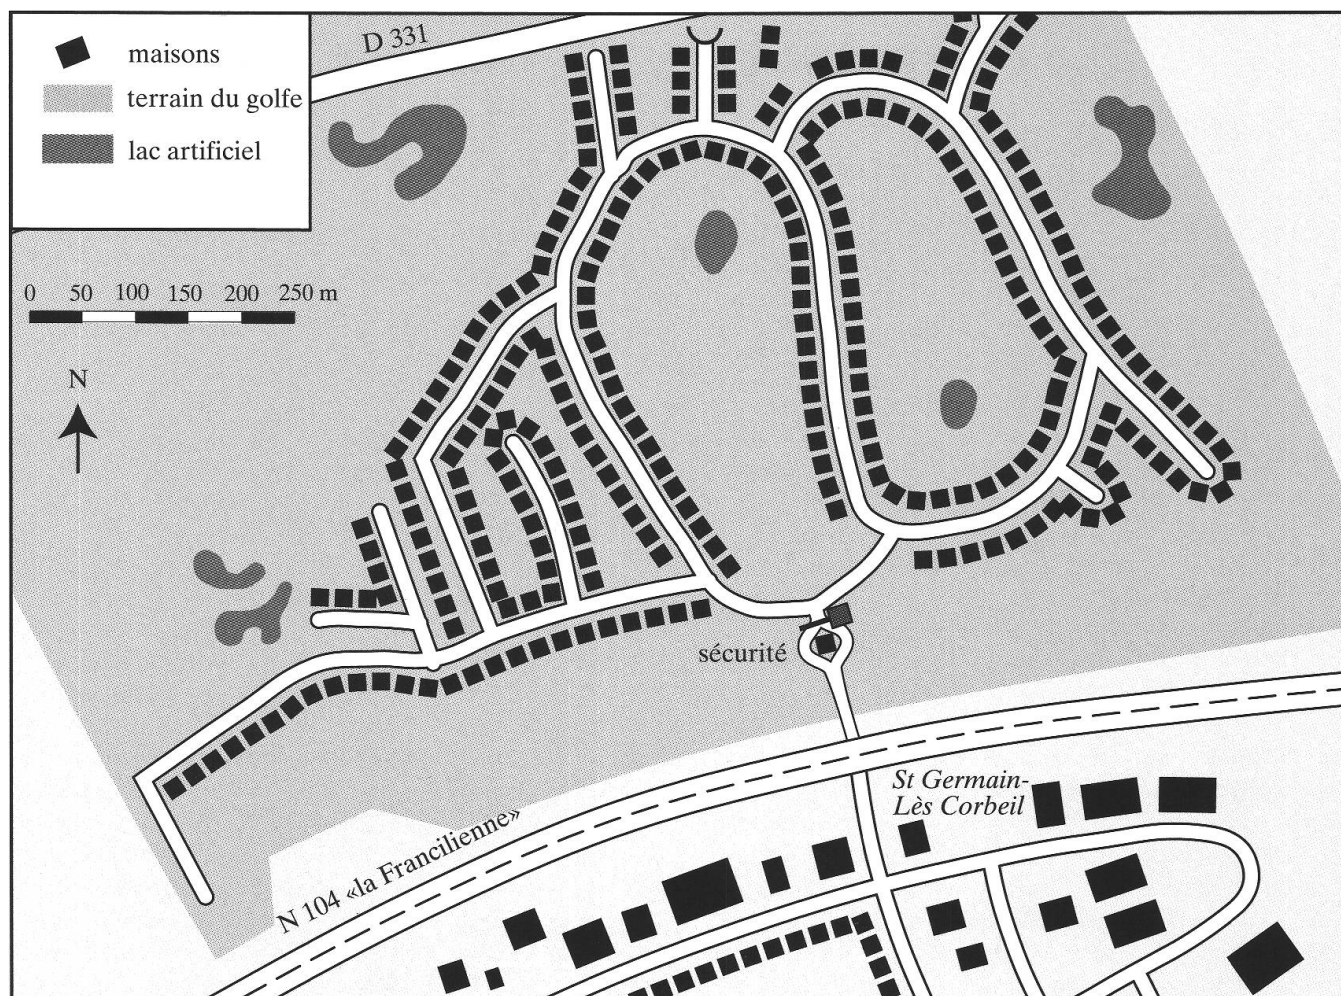 maisons
terrain du golfe
lac artificiel
D 331
0 50 100 150 200 250 m
N
sécurité
St Germain-
Lès Corbeil
N 104 «la Francilienne»